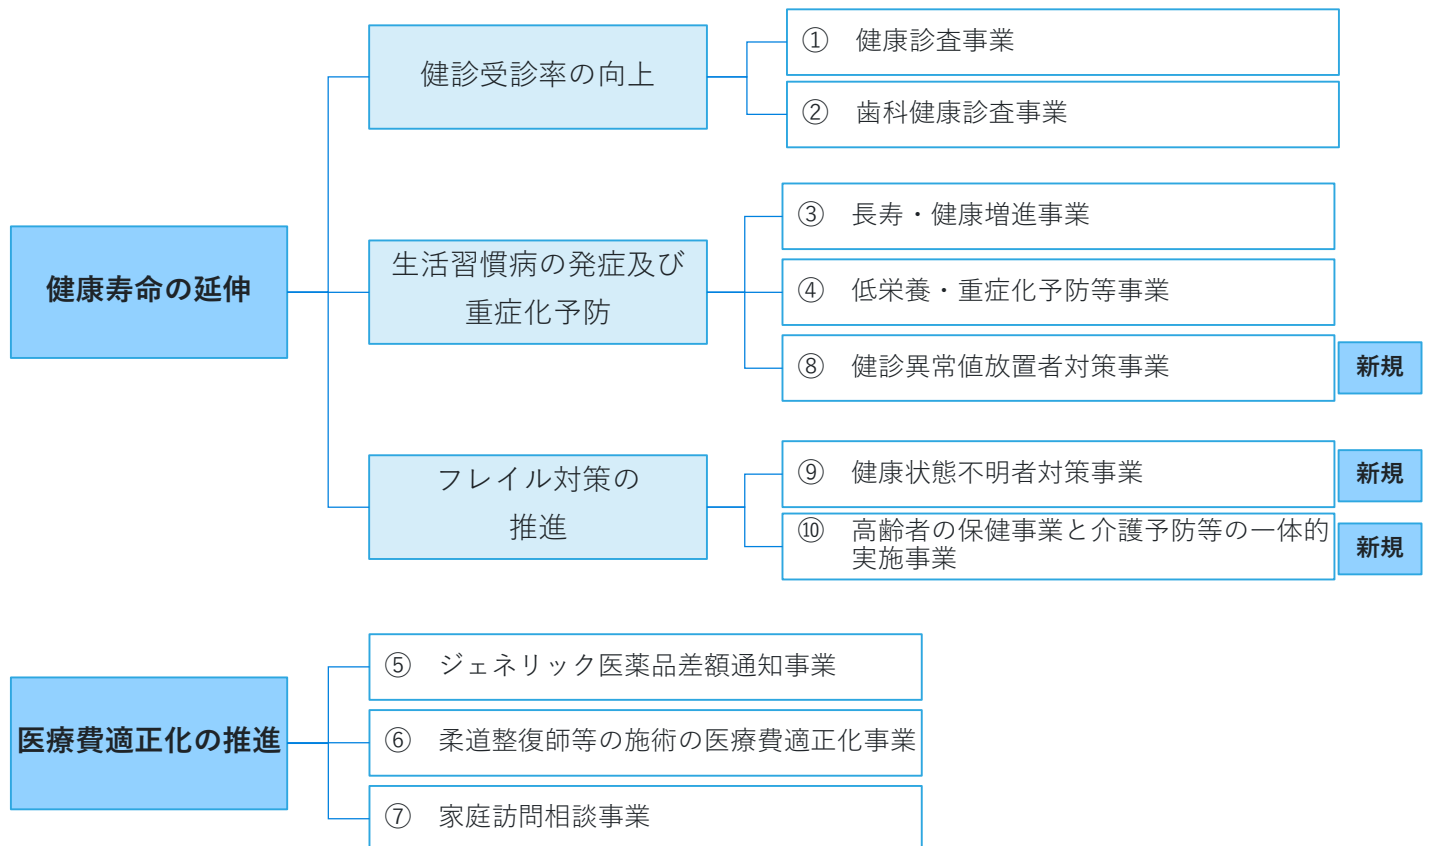 健診受診率の向上
① 健康診査事業
② 歯科健康診査事業
健康寿命の延伸
生活習慣病の発症及び
重症化予防
③ 長寿・健康増進事業
④ 低栄養・重症化予防等事業
⑧ 健診異常値放置者対策事業
新規
フレイル対策の
推進
⑨ 健康状態不明者対策事業
新規
⑩ 高齢者の保健事業と介護予防等の一体的
実施事業
新規
医療費適正化の推進
⑤ ジェネリック医薬品差額通知事業
⑥ 柔道整復師等の施術の医療費適正化事業
⑦ 家庭訪問相談事業